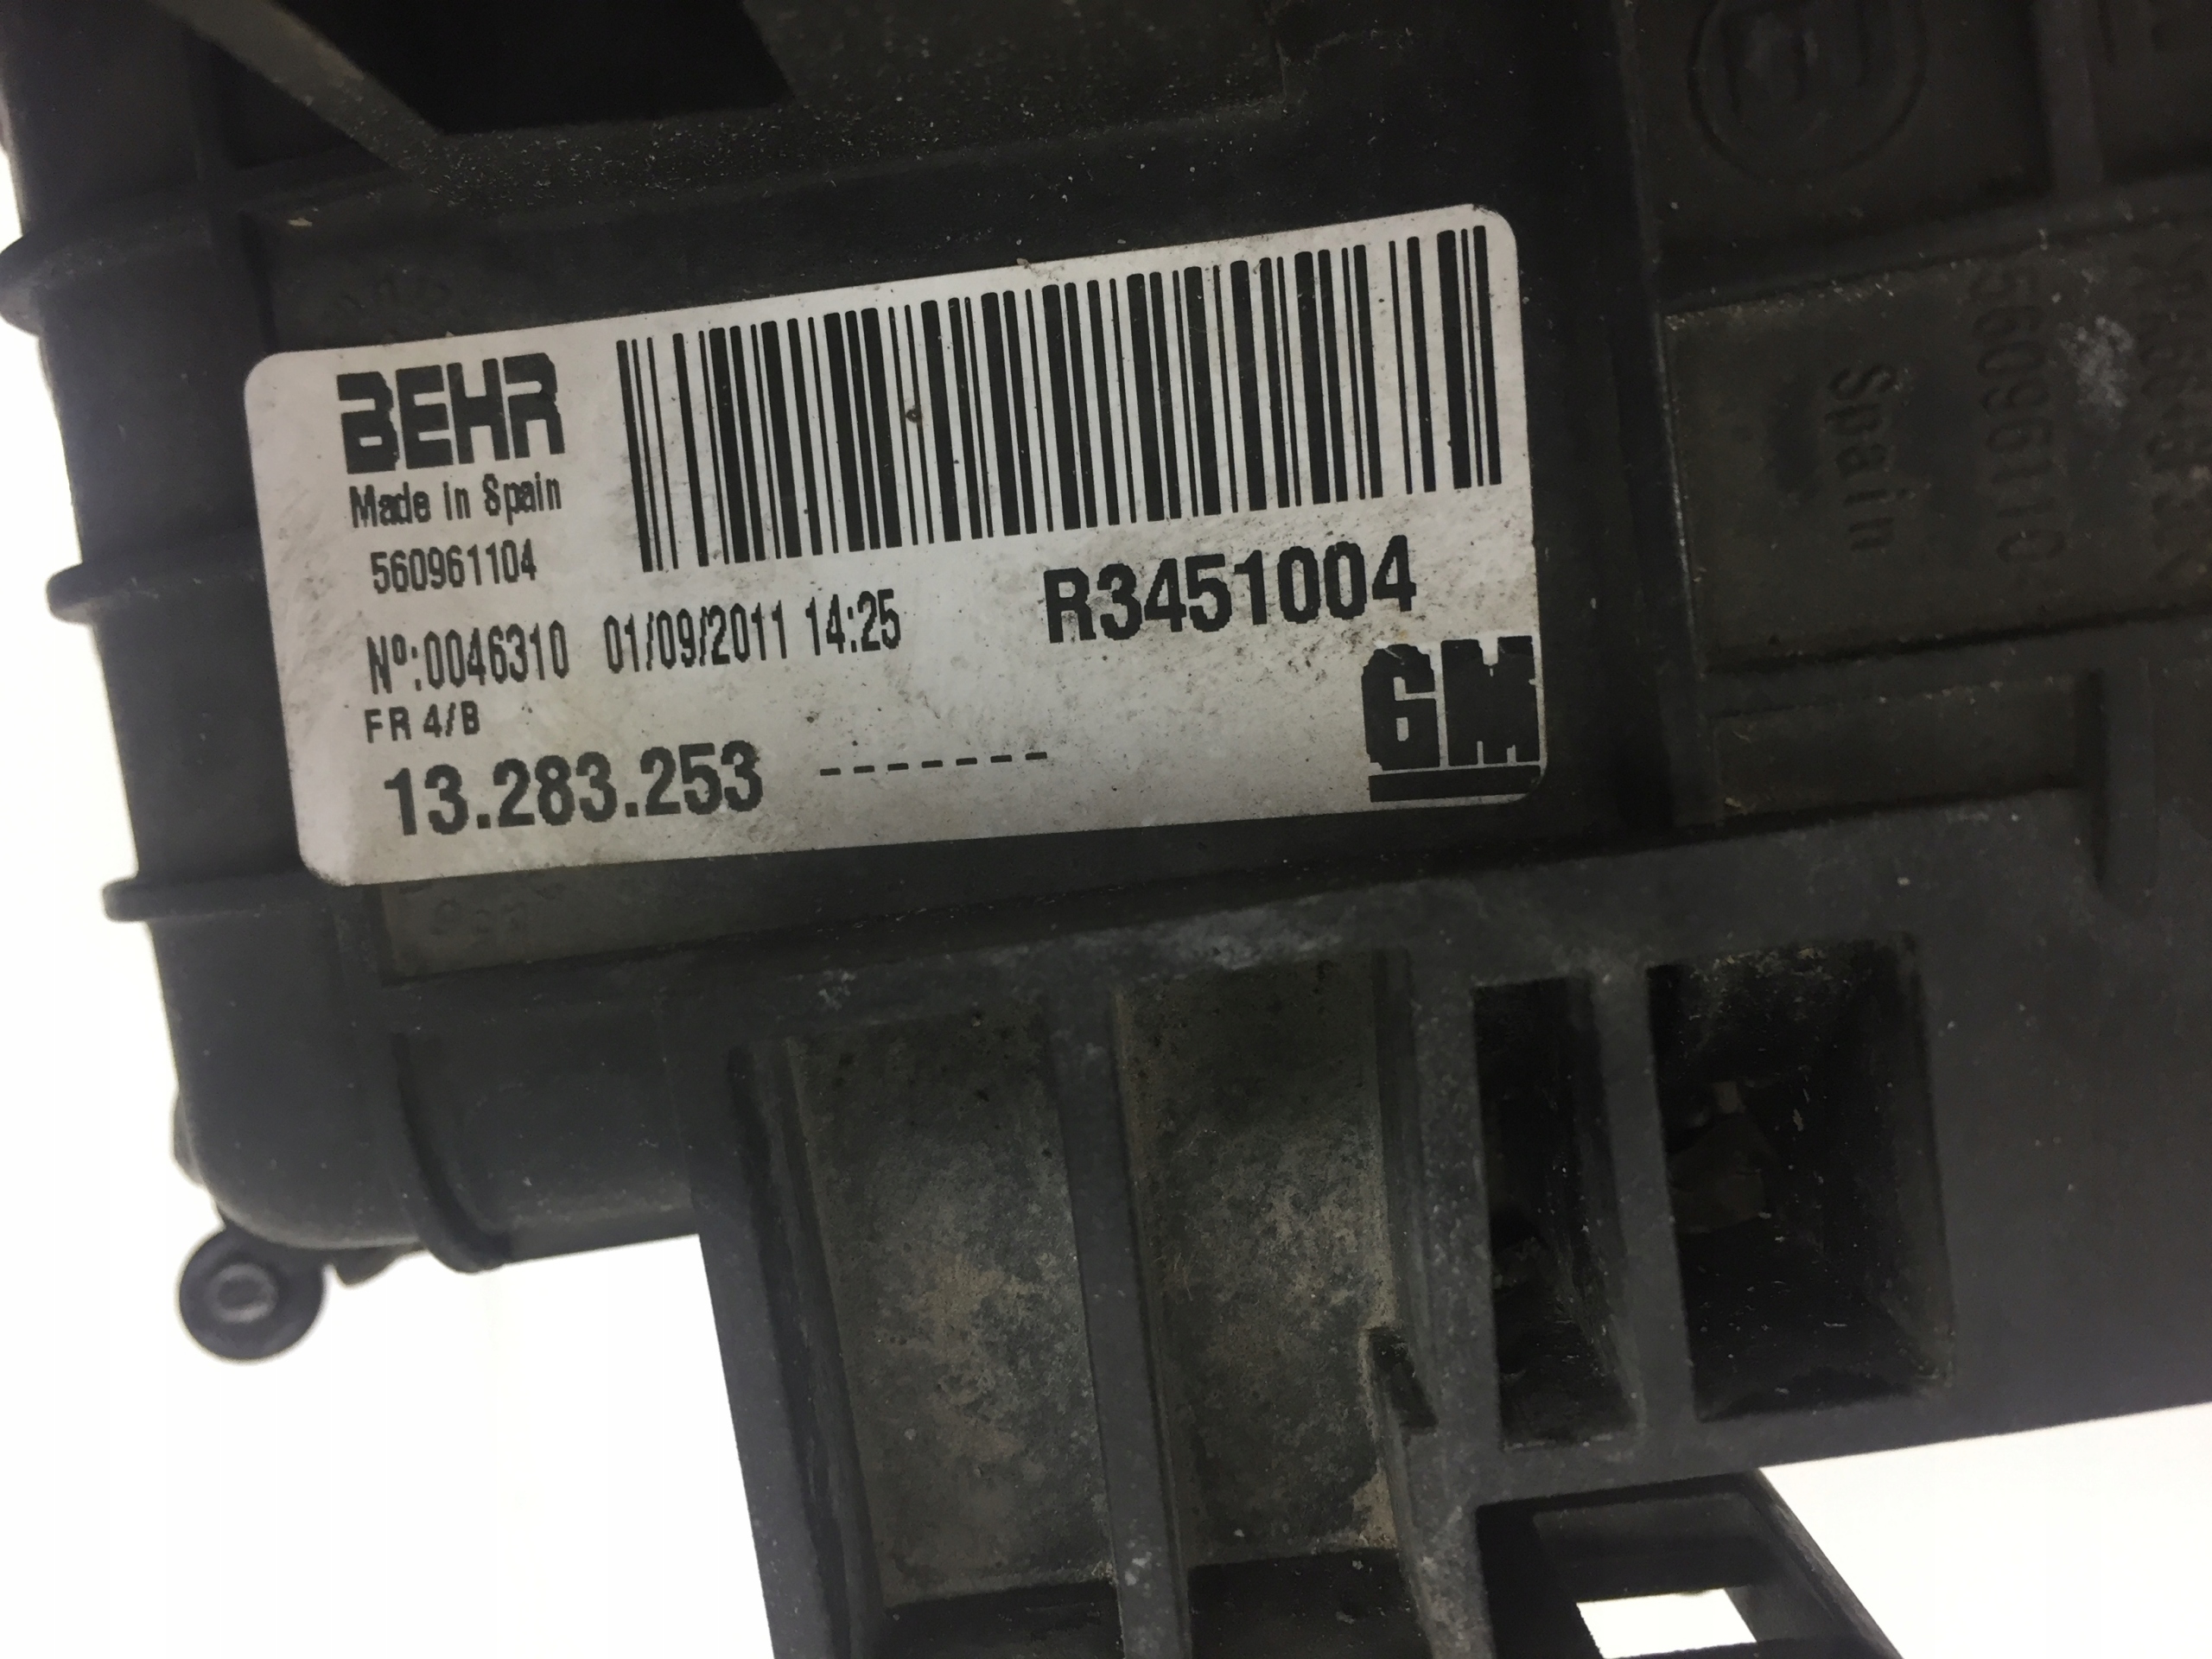 BEHR
Made in Spain
560961104
Nº:0046310 01/09/2011 14:25
R3451004
FR 4/B
13.283.253 -------
GM
Spain